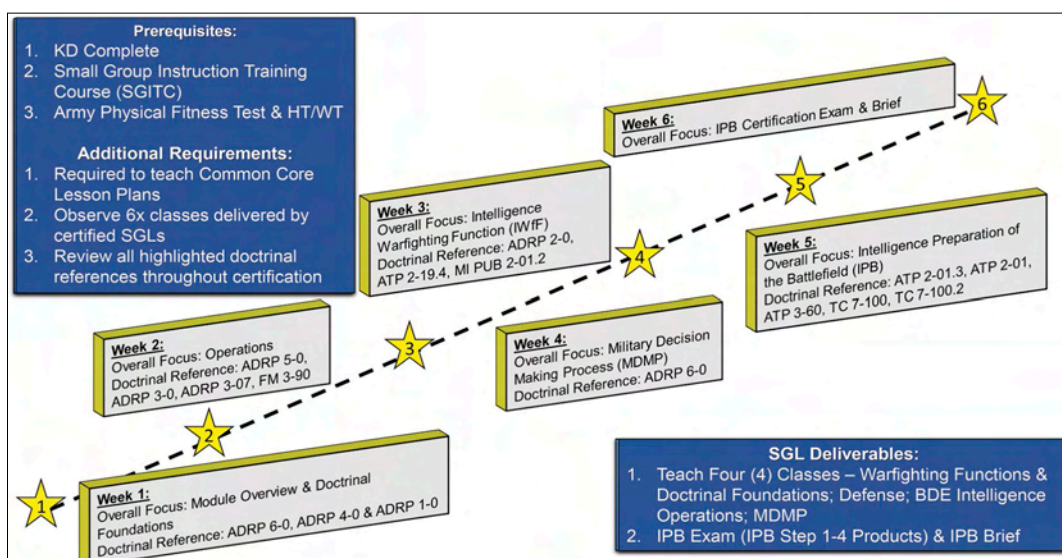 Prerequisites:
1. KD Complete
2. Small Group Instruction Training
Course (SGITC)
3. Army Physical Fitness Test & HT/WT
Additional Requirements:
1. Required to teach Common Core
Lesson Plans
2. Observe 6x classes delivered by
certified SGLs
3. Review all highlighted doctrinal
references throughout certification
Week 6:
Overall Focus: IPB Certification Exam & Brief
6
5
Week 3:
Overall Focus: Intelligence
Warfighting Function (IWfF)
Doctrinal Reference: ADRP 2-0,
ATP 2-19.4, MI PUB 2-01.2
4
Week 5:
Overall Focus: Intelligence Preparation of
the Battlefield (IPB)
Doctrinal Reference: ATP 2-01.3, ATP 2-01,
ATP 3-60, TC 7-100, TC 7-100.2
Week 2:
Overall Focus: Operations
Doctrinal Reference: ADRP 5-0,
ADRP 3-0, ADRP 3-07, FM 3-90
3
Week 4:
Overall Focus: Military Decision
Making Process (MDMP)
Doctrinal Reference: ADRP 6-0
2
1
Week 1:
Overall Focus: Module Overview & Doctrinal
Foundations
Doctrinal Reference: ADRP 6-0, ADRP 4-0 & ADRP 1-0
SGL Deliverables:
1. Teach Four (4) Classes – Warfighting Functions &
Doctrinal Foundations; Defense; BDE Intelligence
Operations; MDMP
2. IPB Exam (IPB Step 1-4 Products) & IPB Brief